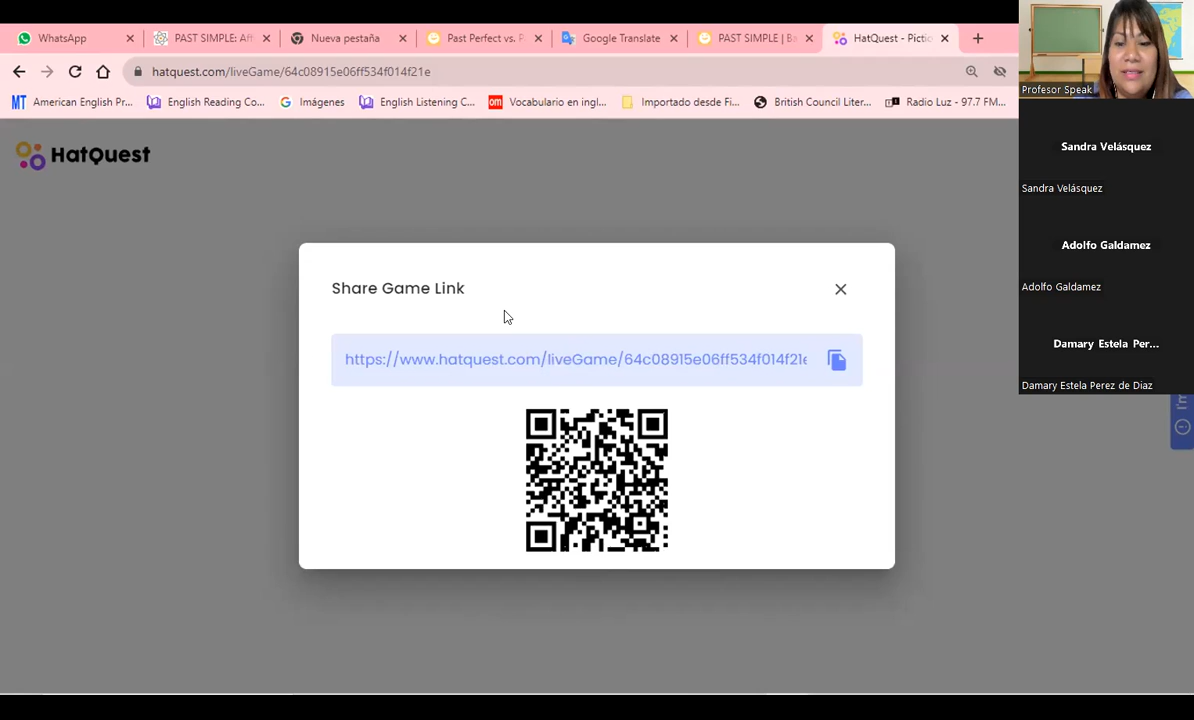 WhatsApp
PAST SIMPLE: Aff
Nueva pestaña
Past Perfect vs. P
Google Translate
PAST SIMPLE | Ba
HatQuest - Pictio
hatquest.com/liveGame/64c08915e06ff534f014f21e
American English Pr...
English Reading Co...
Imágenes
English Listening C...
om Vocabulario en ingl...
Importado desde Fi...
British Council Liter...
Radio Luz - 97.7 FM...
HatQuest
Share Game Link
https://www.hatquest.com/liveGame/64c08915e06ff534f014f21e
Profesor Speak
Sandra Velásquez
Sandra Velásquez
Adolfo Galdamez
Adolfo Galdamez
Damary Estela Per...
Damary Estela Perez de Diaz